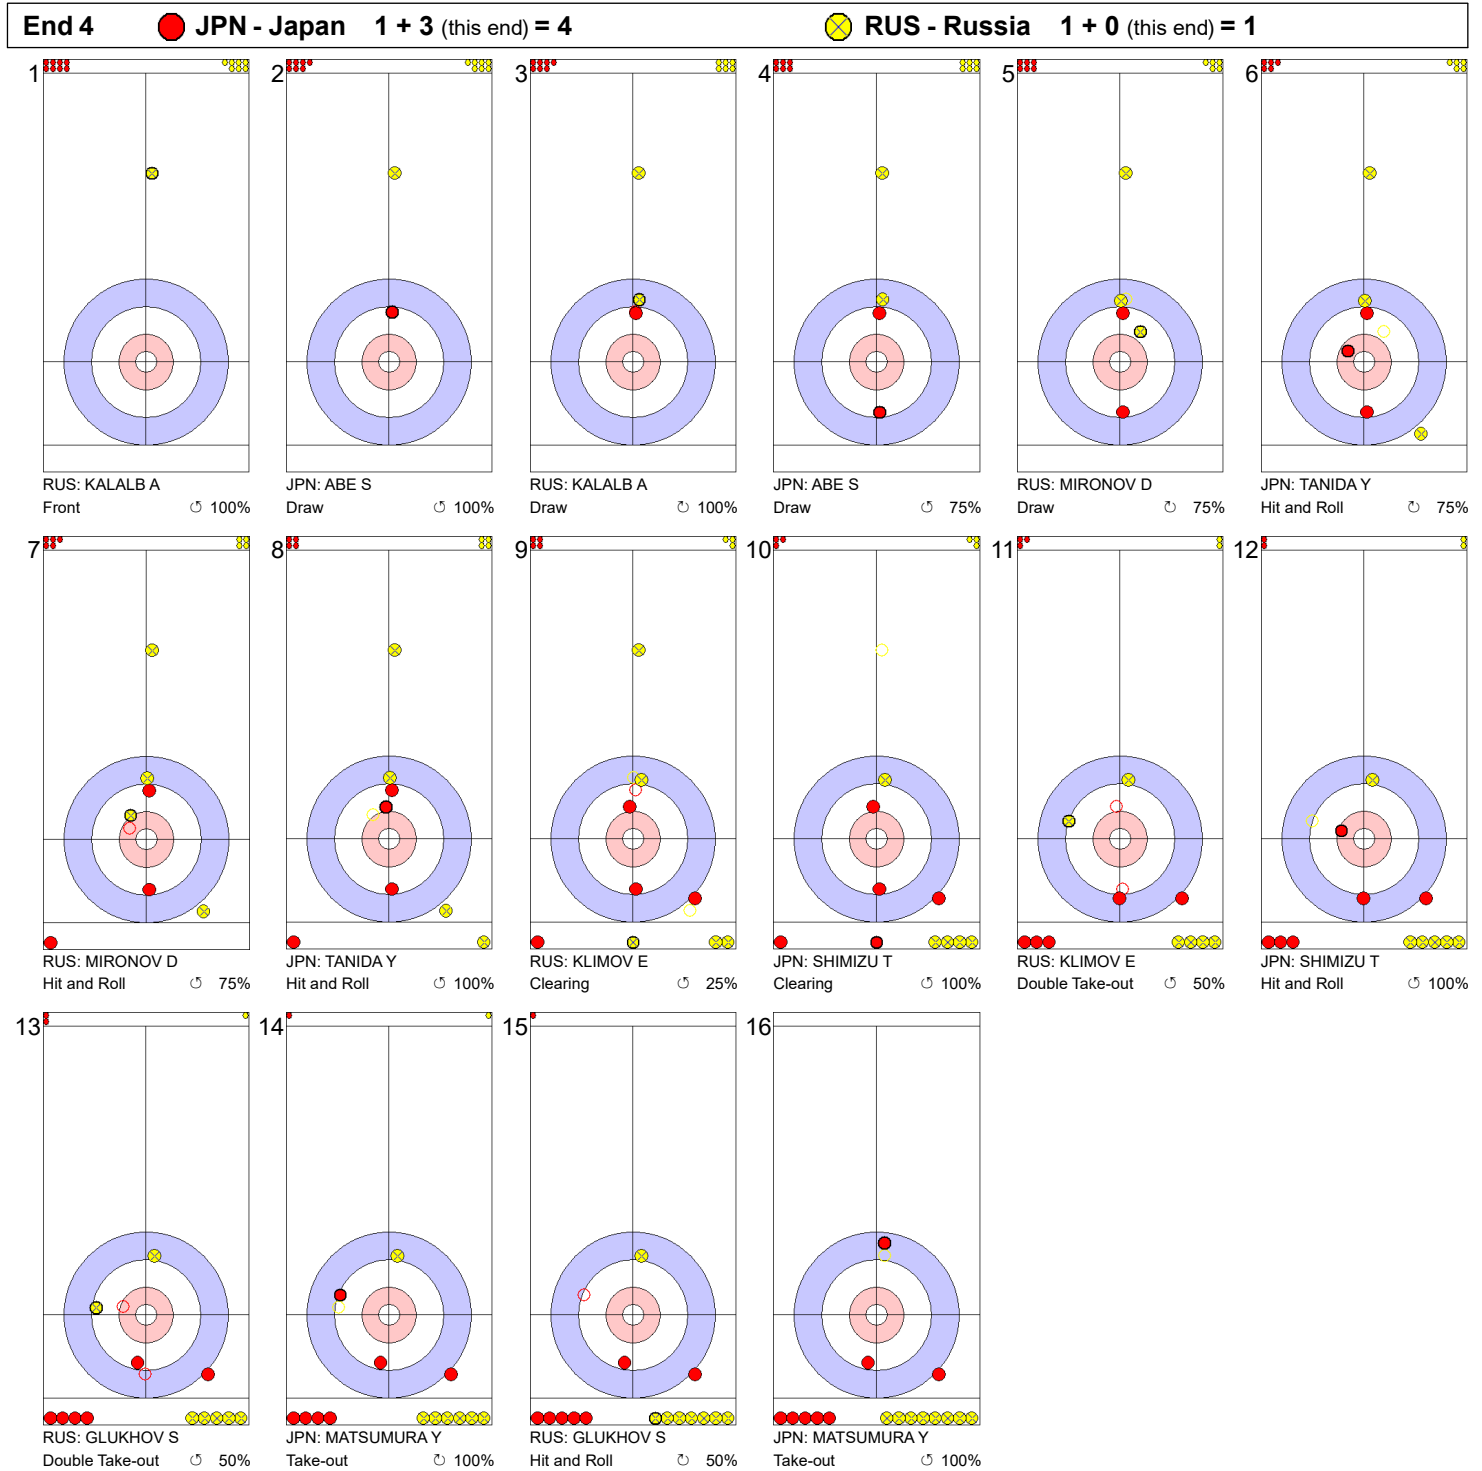 End 4 JPN - Japan 1 + 3 (this end) = 4 RUS - Russia 1 + 0 (this end) = 1
1 2 3 4 5 6
RUS: KALALB A JPN: ABE S RUS: KALALB A JPN: ABE S RUS: MIRONOV D JPN: TANIDA Y
Front 100% Draw 100% Draw 100% Draw 75% Draw 75% Hit and Roll 75%
7 8 9 10 11 12
RUS: MIRONOV D JPN: TANIDA Y RUS: KLIMOV E JPN: SHIMIZU T RUS: KLIMOV E JPN: SHIMIZU T
Hit and Roll 75% Hit and Roll 100% Clearing 25% Clearing 100% Double Take-out 50% Hit and Roll 100%
13 14 15 16
RUS: GLUKHOV S JPN: MATSUMURA Y RUS: GLUKHOV S JPN: MATSUMURA Y
Double Take-out 50% Take-out 100% Hit and Roll 50% Take-out 100%